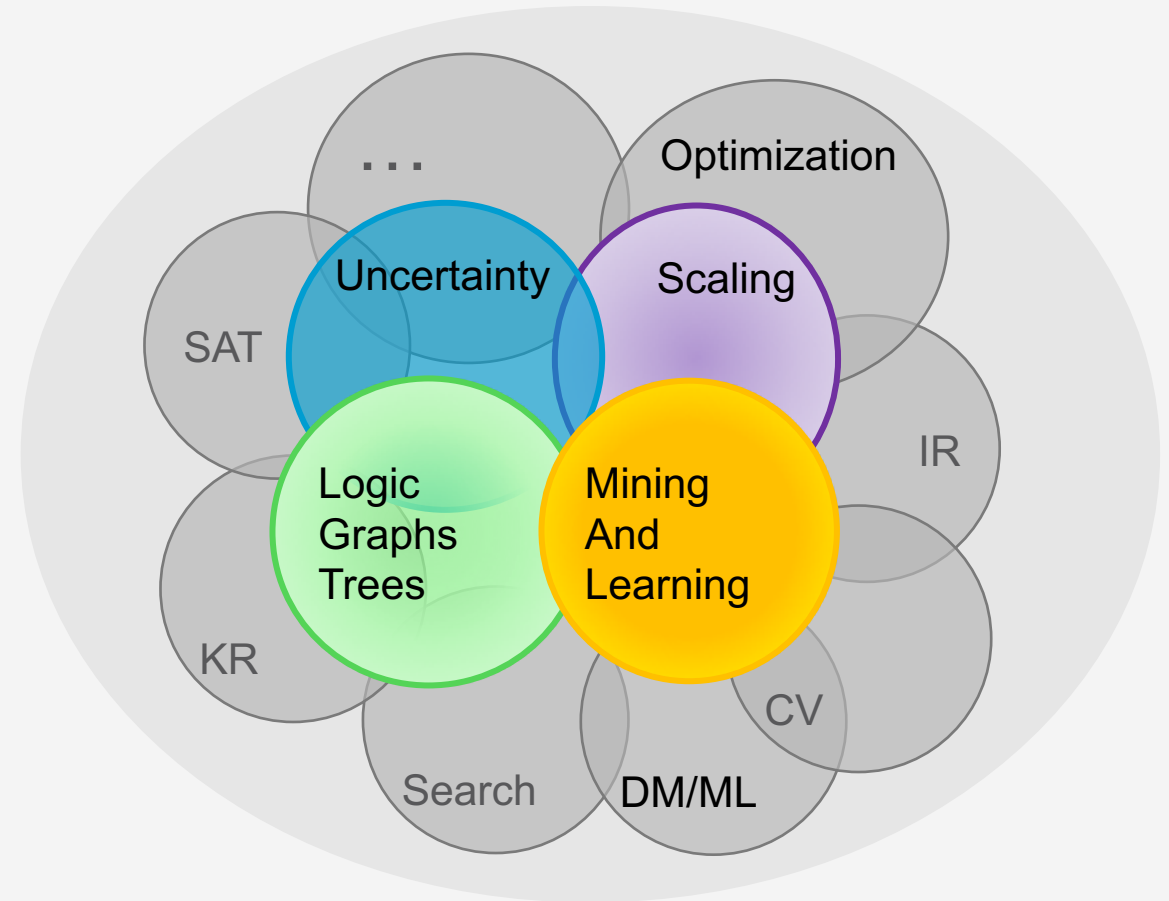 ...
Optimization
Uncertainty
Scaling
SAT
IR
Logic
Graphs
Trees
Mining
And
Learning
KR
CV
Search
DM/ML